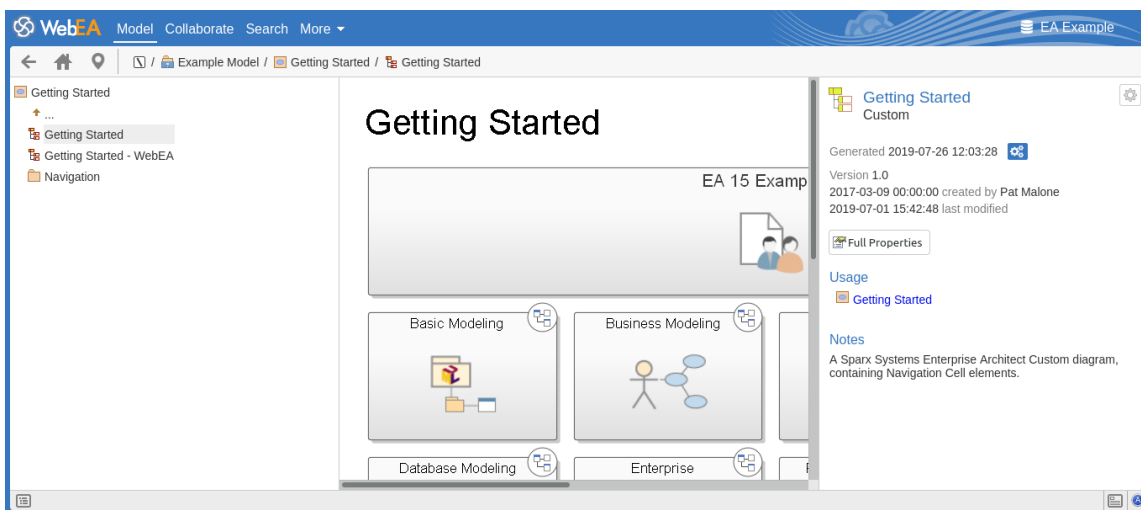 WebEA Model Collaborate Search More EA Example
/ Example Model / Getting Started / Getting Started
Getting Started
...
Getting Started
Getting Started - WebEA
Navigation
Getting Started
EA 15 Examp
Basic Modeling
Business Modeling
Database Modeling
Enterprise
Getting Started
Custom
Generated 2019-07-26 12:03:28
Version 1.0
2017-03-09 00:00:00 created by Pat Malone
2019-07-01 15:42:48 last modified
Full Properties
Usage
Getting Started
Notes
A Sparx Systems Enterprise Architect Custom diagram,
containing Navigation Cell elements.